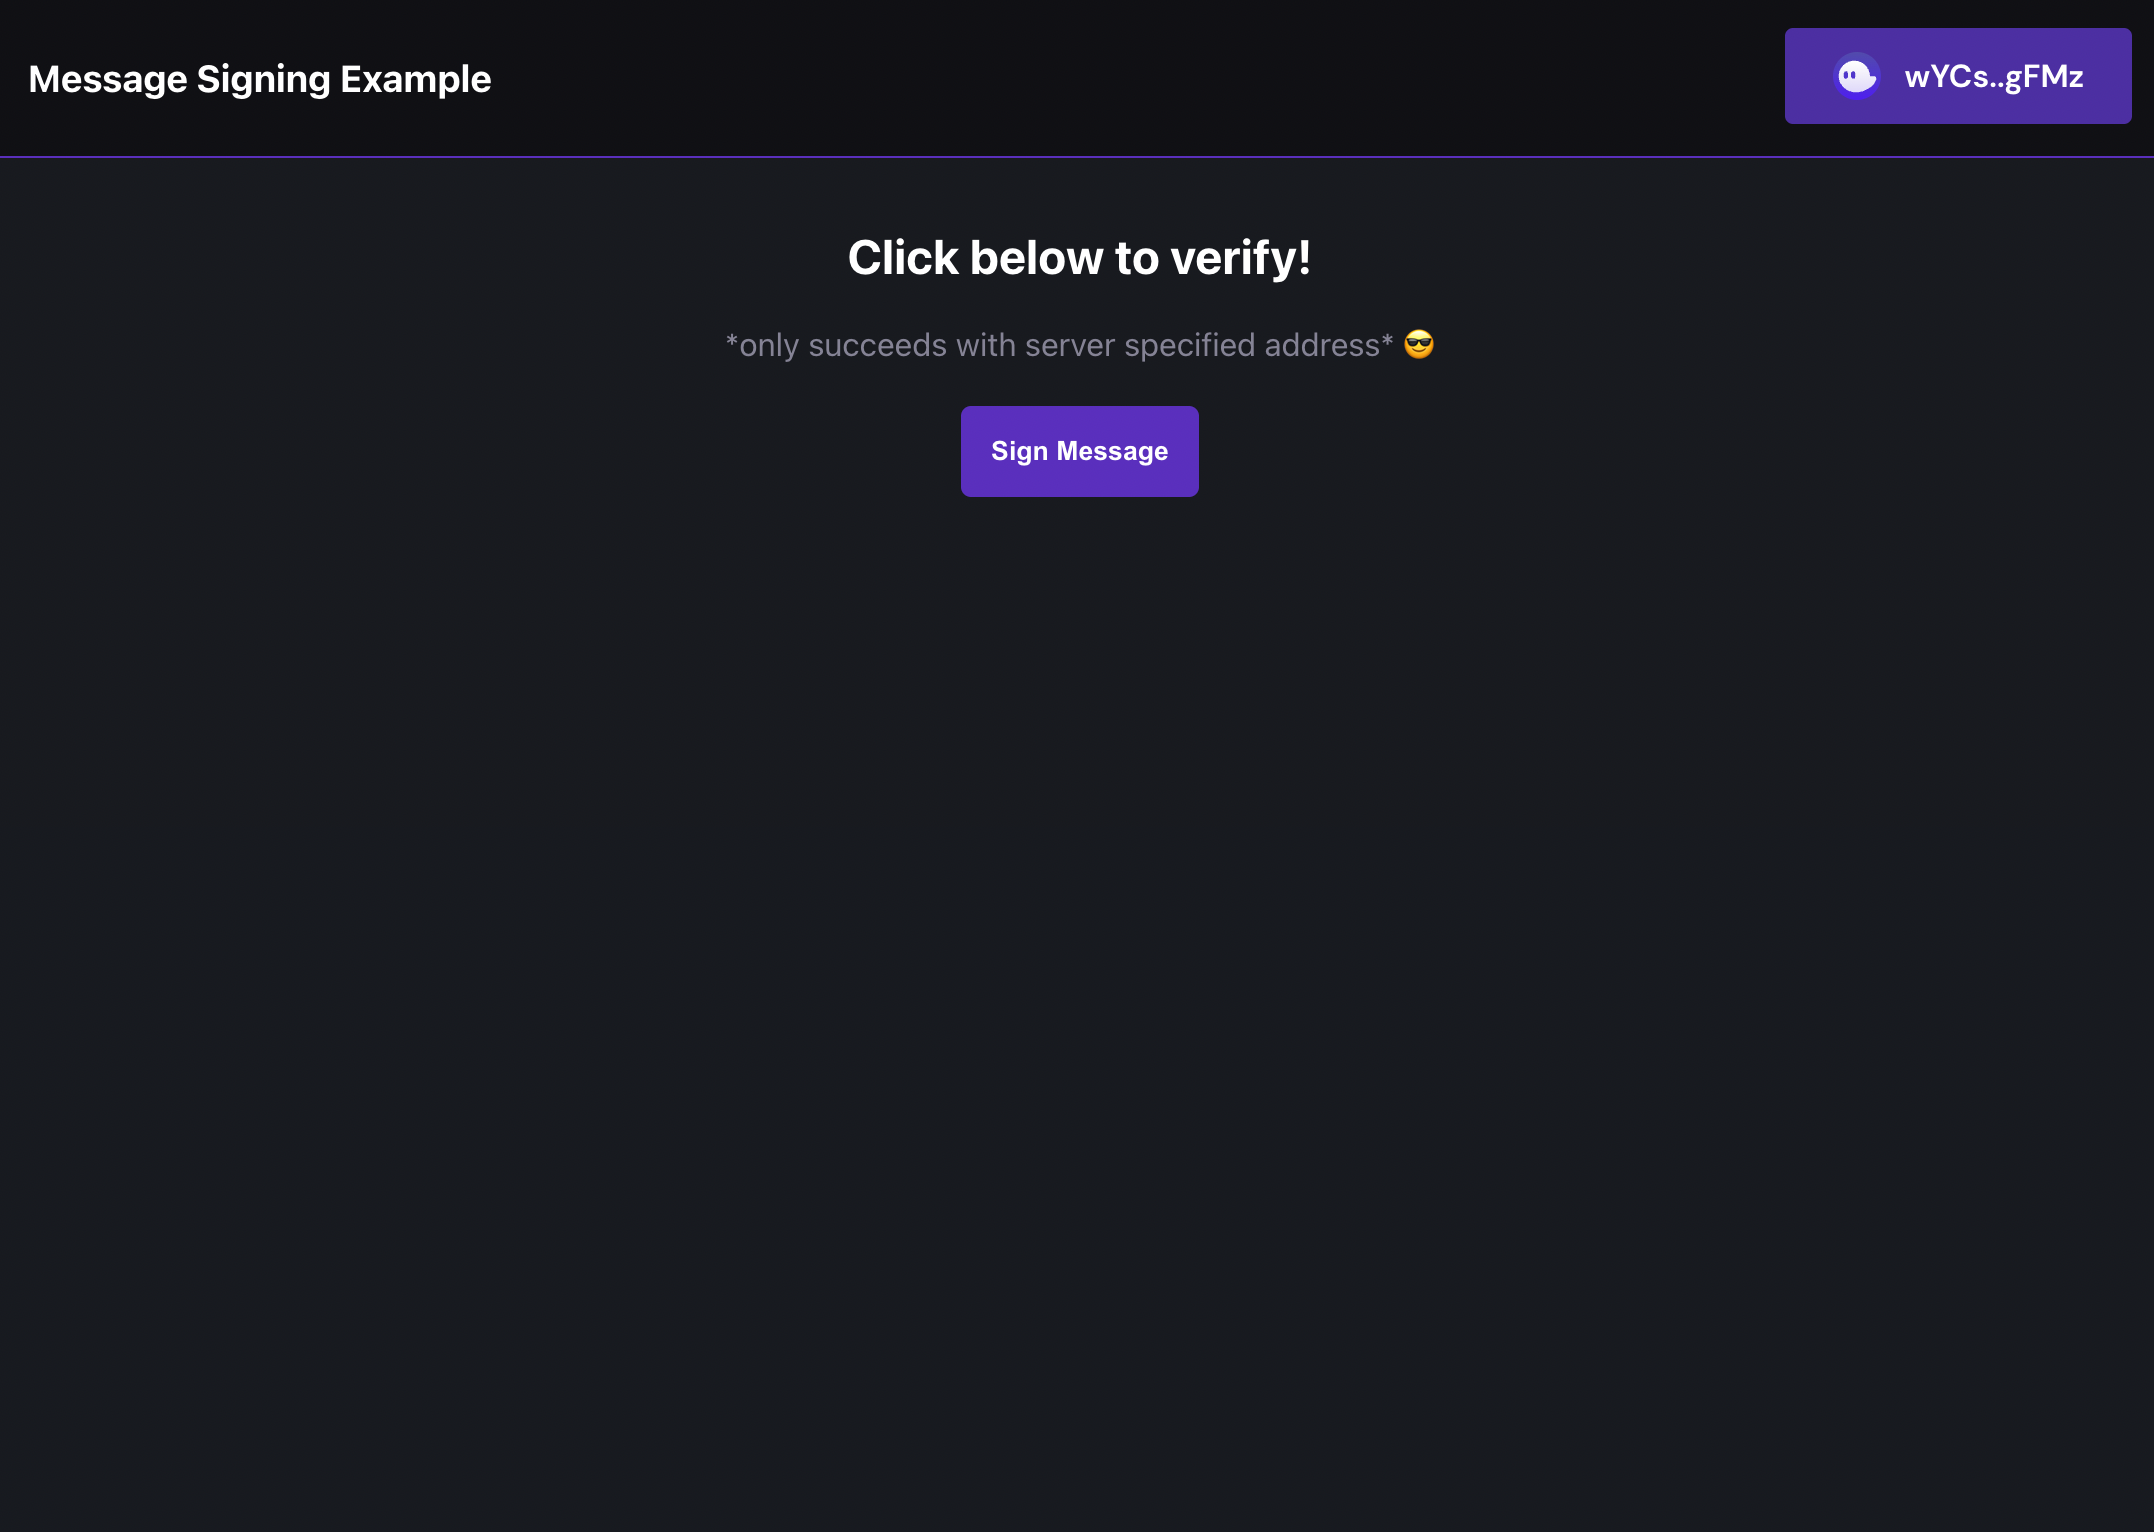 Message Signing Example
wYCs..gFMz
Click below to verify!
*only succeeds with server specified address* 😎
Sign Message